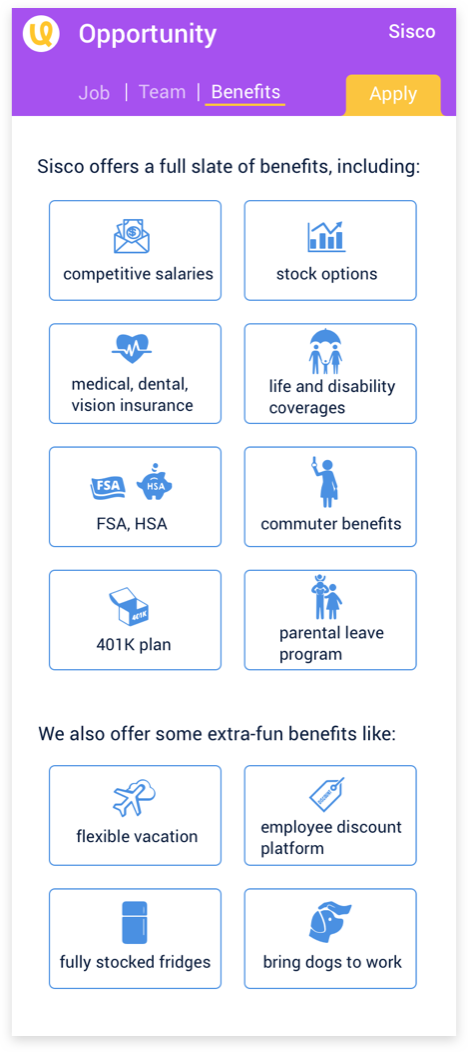 Opportunity
Sisco
Job | Team | Benefits
Apply
Sisco offers a full slate of benefits, including:
competitive salaries
stock options
medical, dental,
vision insurance
life and disability
coverages
FSA
HSA
FSA, HSA
commuter benefits
401K
401K plan
parental leave
program
We also offer some extra-fun benefits like:
flexible vacation
employee discount
platform
fully stocked fridges
bring dogs to work